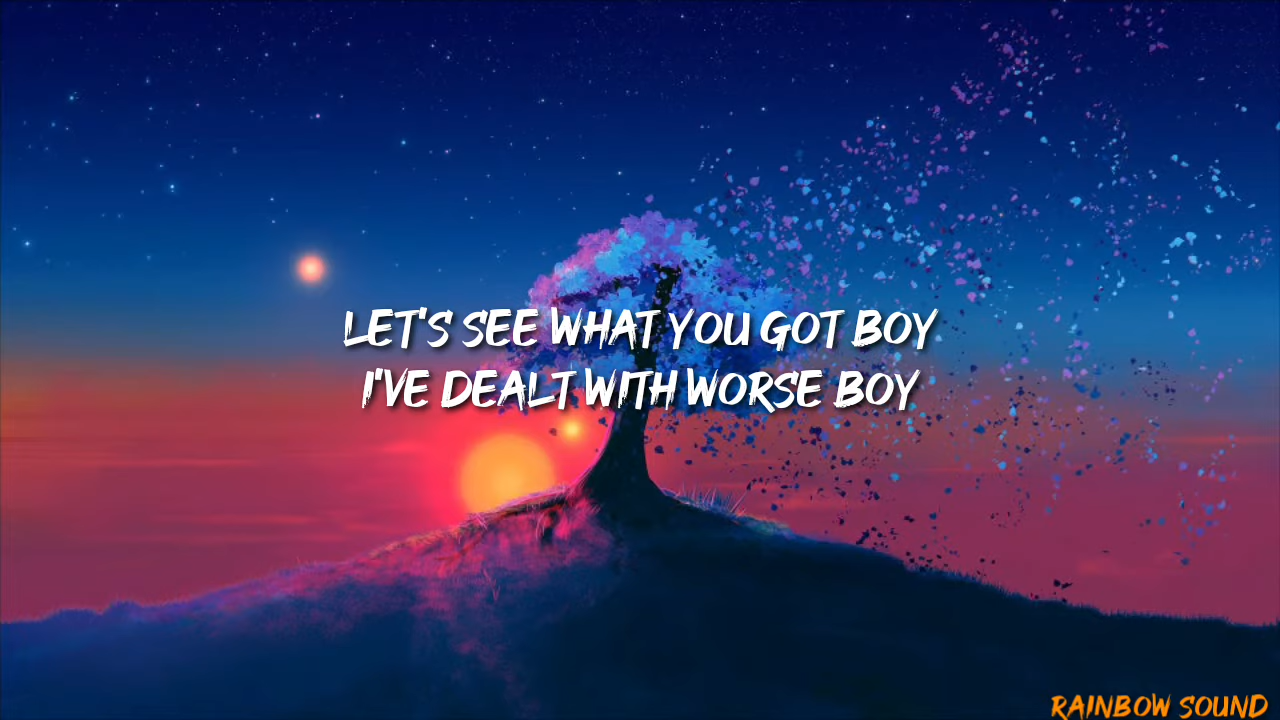 LET'S SEE WHAT YOU GOT BOY
I'VE DEALT WITH WORSE BOY
RAINBOW SOUND